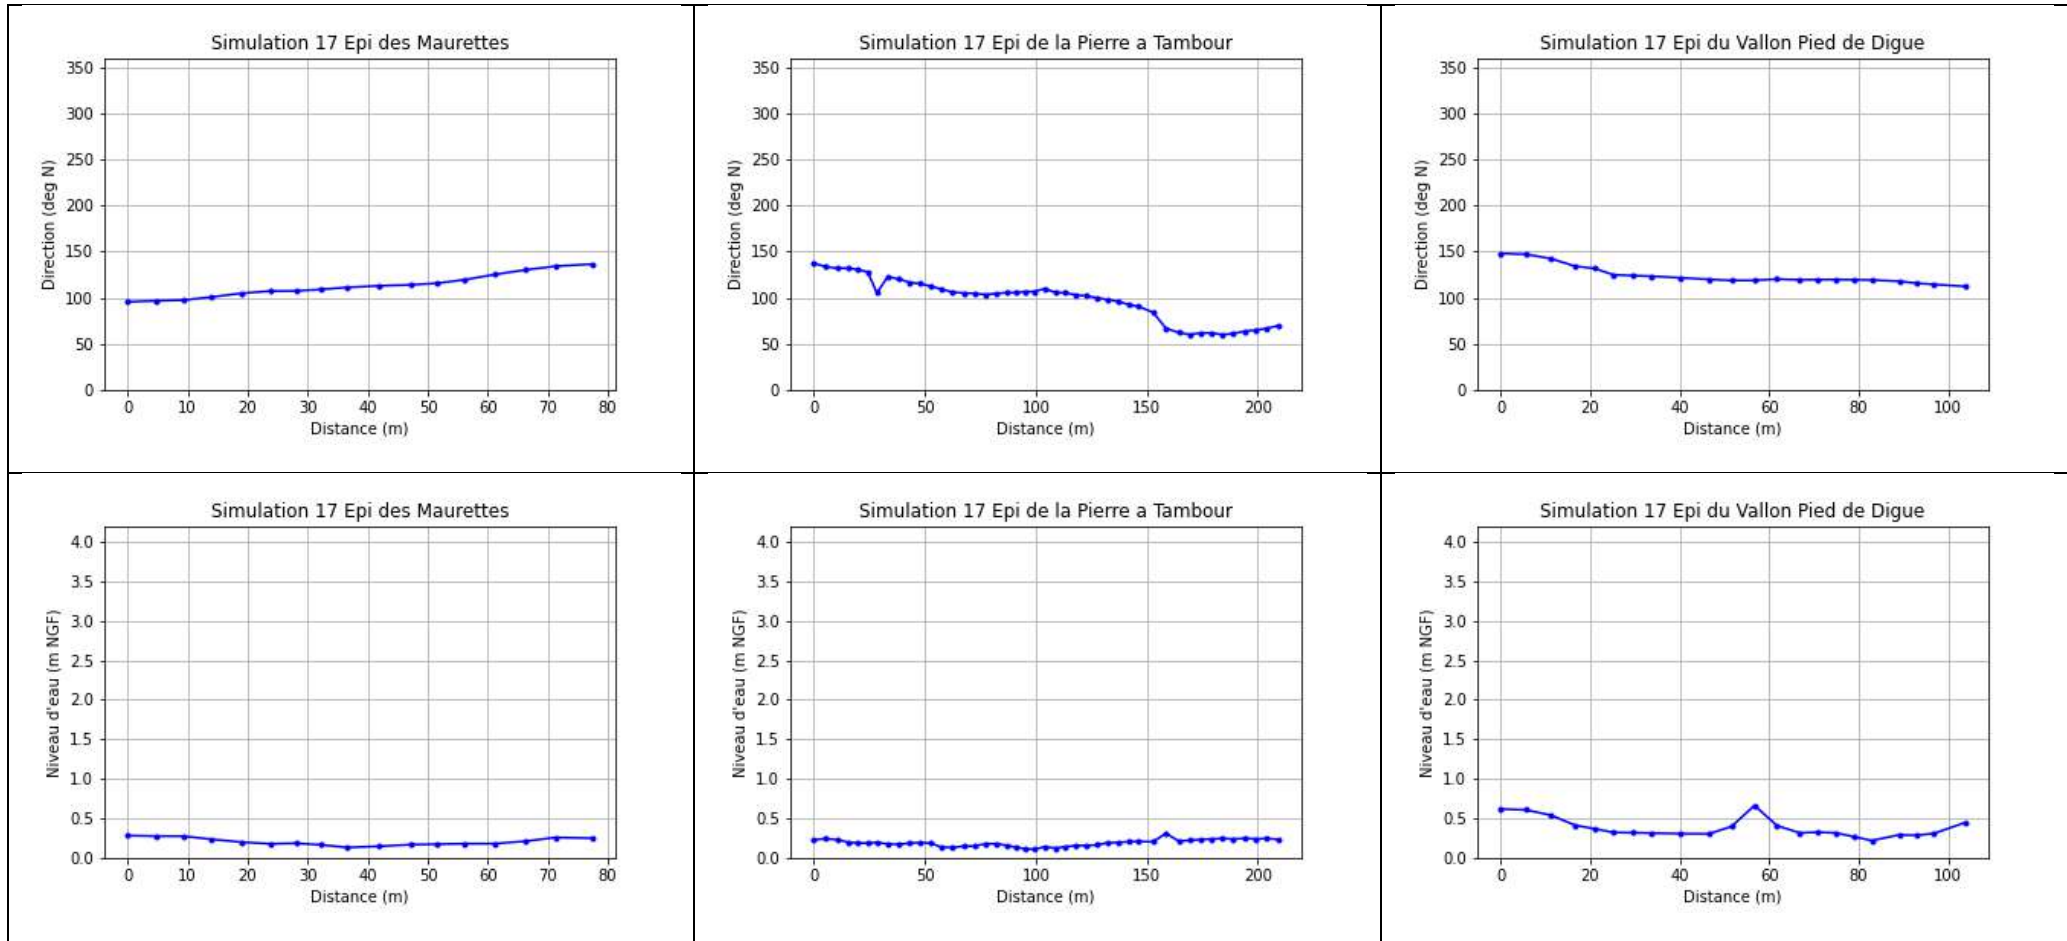 Simulation 17 Epi des Maurettes
350
300
250
200
150
100
50
0
Direction (deg N)
0 10 20 30 40 50 60 70 80
Distance (m)
Simulation 17 Epi de la Pierre a Tambour
350
300
250
200
150
100
50
0
Direction (deg N)
0 50 100 150 200
Distance (m)
Simulation 17 Epi du Vallon Pied de Digue
350
300
250
200
150
100
50
0
Direction (deg N)
0 20 40 60 80 100
Distance (m)
Simulation 17 Epi des Maurettes
4.0
3.5
3.0
2.5
2.0
1.5
1.0
0.5
0.0
Niveau d'eau (m NGF)
0 10 20 30 40 50 60 70 80
Distance (m)
Simulation 17 Epi de la Pierre a Tambour
4.0
3.5
3.0
2.5
2.0
1.5
1.0
0.5
0.0
Niveau d'eau (m NGF)
0 50 100 150 200
Distance (m)
Simulation 17 Epi du Vallon Pied de Digue
4.0
3.5
3.0
2.5
2.0
1.5
1.0
0.5
0.0
Niveau d'eau (m NGF)
0 20 40 60 80 100
Distance (m)